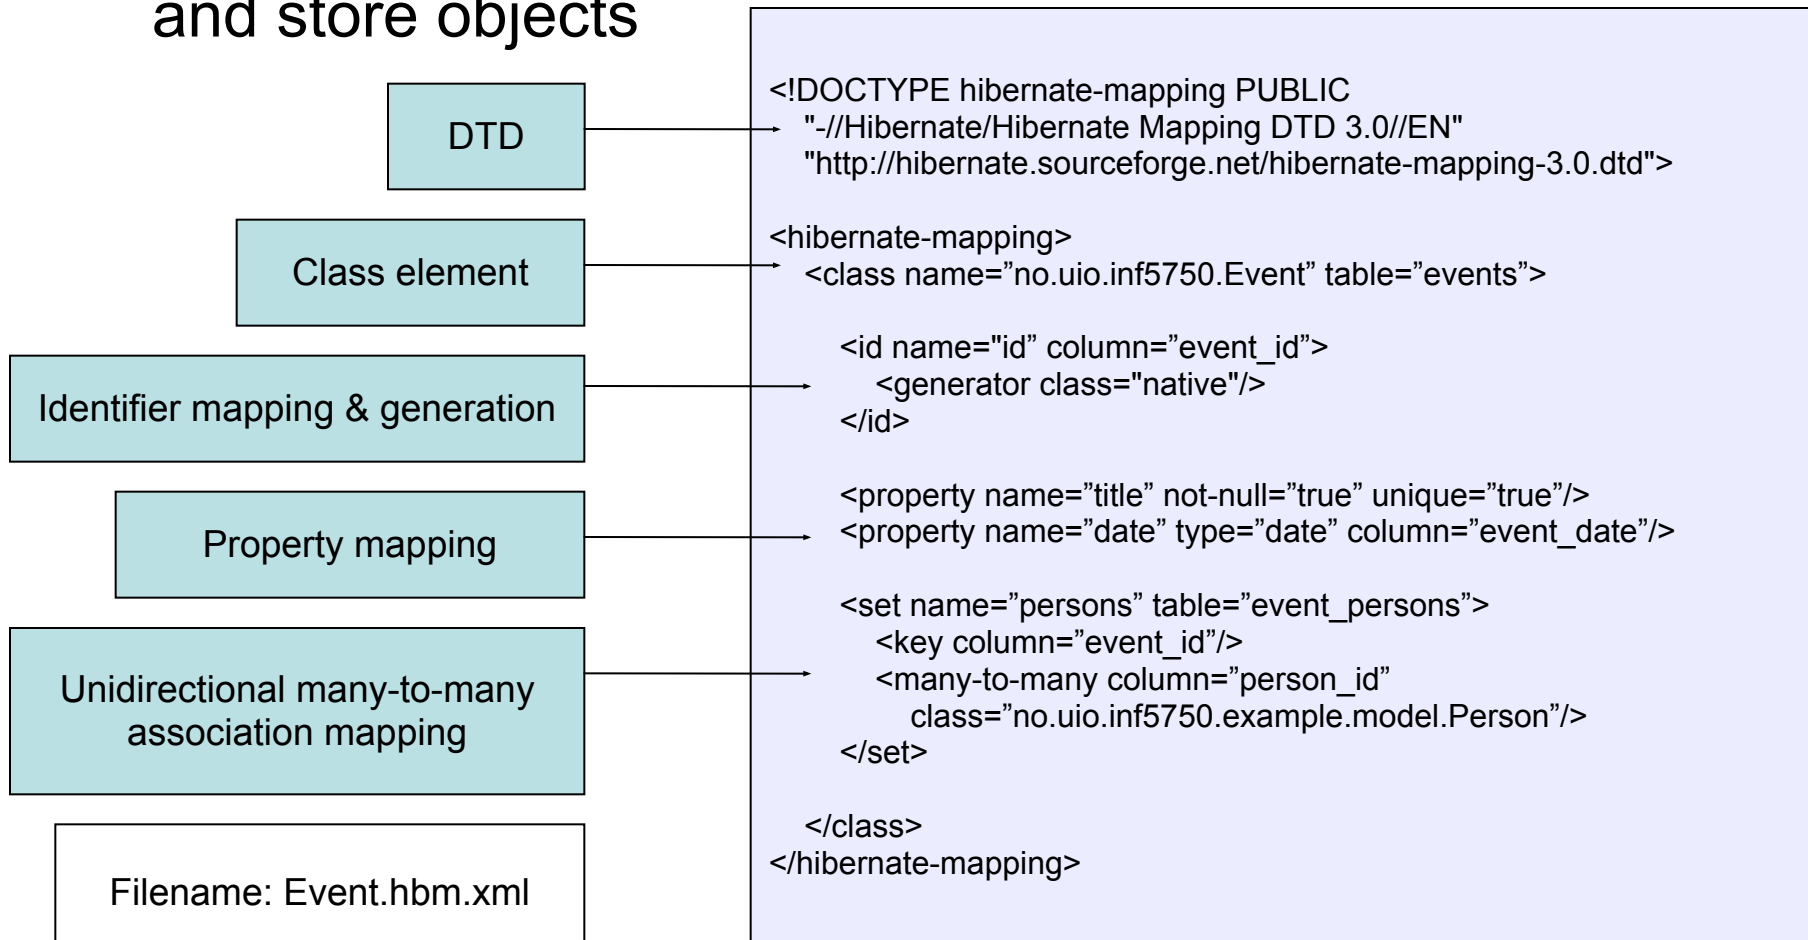 and store objects
DTD
Class element
Identifier mapping & generation
Property mapping
Unidirectional many-to-many
association mapping
Filename: Event.hbm.xml
<!DOCTYPE hibernate-mapping PUBLIC
"-//Hibernate/Hibernate Mapping DTD 3.0//EN"
"http://hibernate.sourceforge.net/hibernate-mapping-3.0.dtd">
<hibernate-mapping>
<class name=”no.uio.inf5750.Event” table=”events”>
<id name="id” column=”event_id”>
<generator class="native"/>
</id>
<property name=”title” not-null=”true” unique=”true”/>
<property name=”date” type=”date” column=”event_date”/>
<set name=”persons” table=”event_persons”>
<key column=”event_id”/>
<many-to-many column=”person_id”
class=”no.uio.inf5750.example.model.Person”/>
</set>
</class>
</hibernate-mapping>